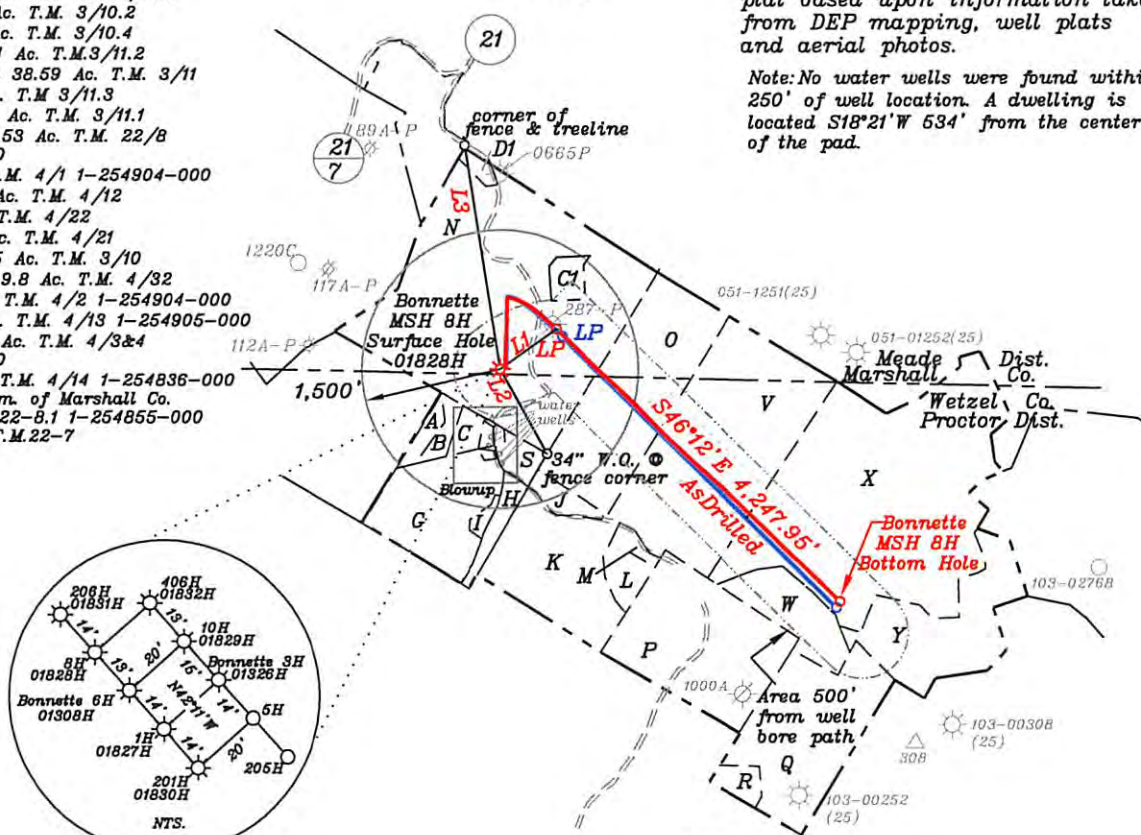 Ac. T.M. 3/10.2
Ac. T.M. 3/10.4
Ac. T.M.3/11.2
38.59 Ac. T.M. 3/11
T.M 3/11.3
Ac. T.M. 3/11.1
53 Ac. T.M. 22/8
T.M. 4/1 1-254904-000
Ac. T.M. 4/12
T.M. 4/22
Ac. T.M. 4/21
Ac. T.M. 3/10
9.8 Ac. T.M. 4/32
T.M. 4/2 1-254904-000
T.M. 4/13 1-254905-000
Ac. T.M. 4/3&4
T.M. 4/14 1-254836-000
m. of Marshall Co.
22-8.1 1-254855-000
T.M.22-7
plat based upon information take
from DEP mapping, well plats
and aerial photos.
Note: No water wells were found within
250' of well location. A dwelling is
located S18°21'W 534' from the center
of the pad.
21
21
7
189A-P
corner of
fence & treeline
D1
0665P
L3
N
1220C
117A-P
112A-P
C1
287-P
Bonnette
MSH 8H
Surface Hole
01828H
L1
LP
LP
L2
1,500'
O
V
X
051-1251(25)
051-01252(25)
Meade Dist.
Marshall Co.
Wetzel Co.
Proctor Dist.
water
wells
A
B
C
S
34" W.O. @
fence corner
Blowup
H
J
G
I
K
M
L
P
S46°12'E 4,247.95'
AsDrilled
Bonnette
MSH 8H
Bottom Hole
W
Y
103-02768
1000A
Area 500'
from well
bore path
Q
R
103-00308
(25)
308
103-00252
(25)
206H
01831H
406H
01832H
14'
13'
10H
01829H
8H
01828H
13'
20'
15'
Bonnette 3H
01326H
Bonnette 6H
01308H
14'
N42°11'W
14'
5H
1H
01827H
14'
20'
205H
201H
01830H
NTS.